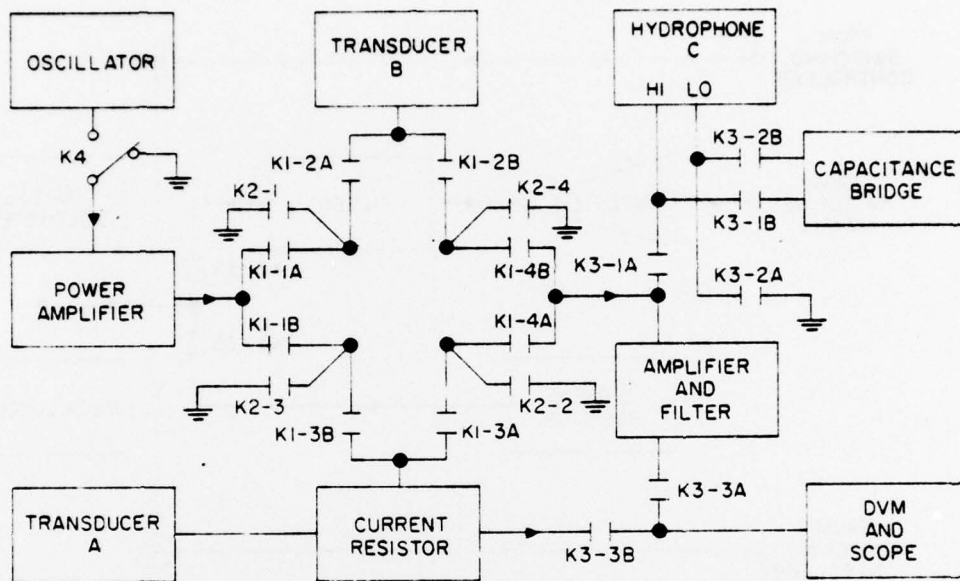 OSCILLATOR
TRANSDUCER
B
HYDROPHONE
C
HI LO
K4
K1-2A
K1-2B
K3-2B
CAPACITANCE
BRIDGE
K2-1
K2-4
K3-1B
K1-1A
K1-4B
K3-1A
K3-2A
POWER
AMPLIFIER
K1-1B
K1-4A
AMPLIFIER
AND
FILTER
K2-3
K2-2
K1-3B
K1-3A
K3-3A
TRANSDUCER
A
CURRENT
RESISTOR
K3-3B
DVM
AND
SCOPE